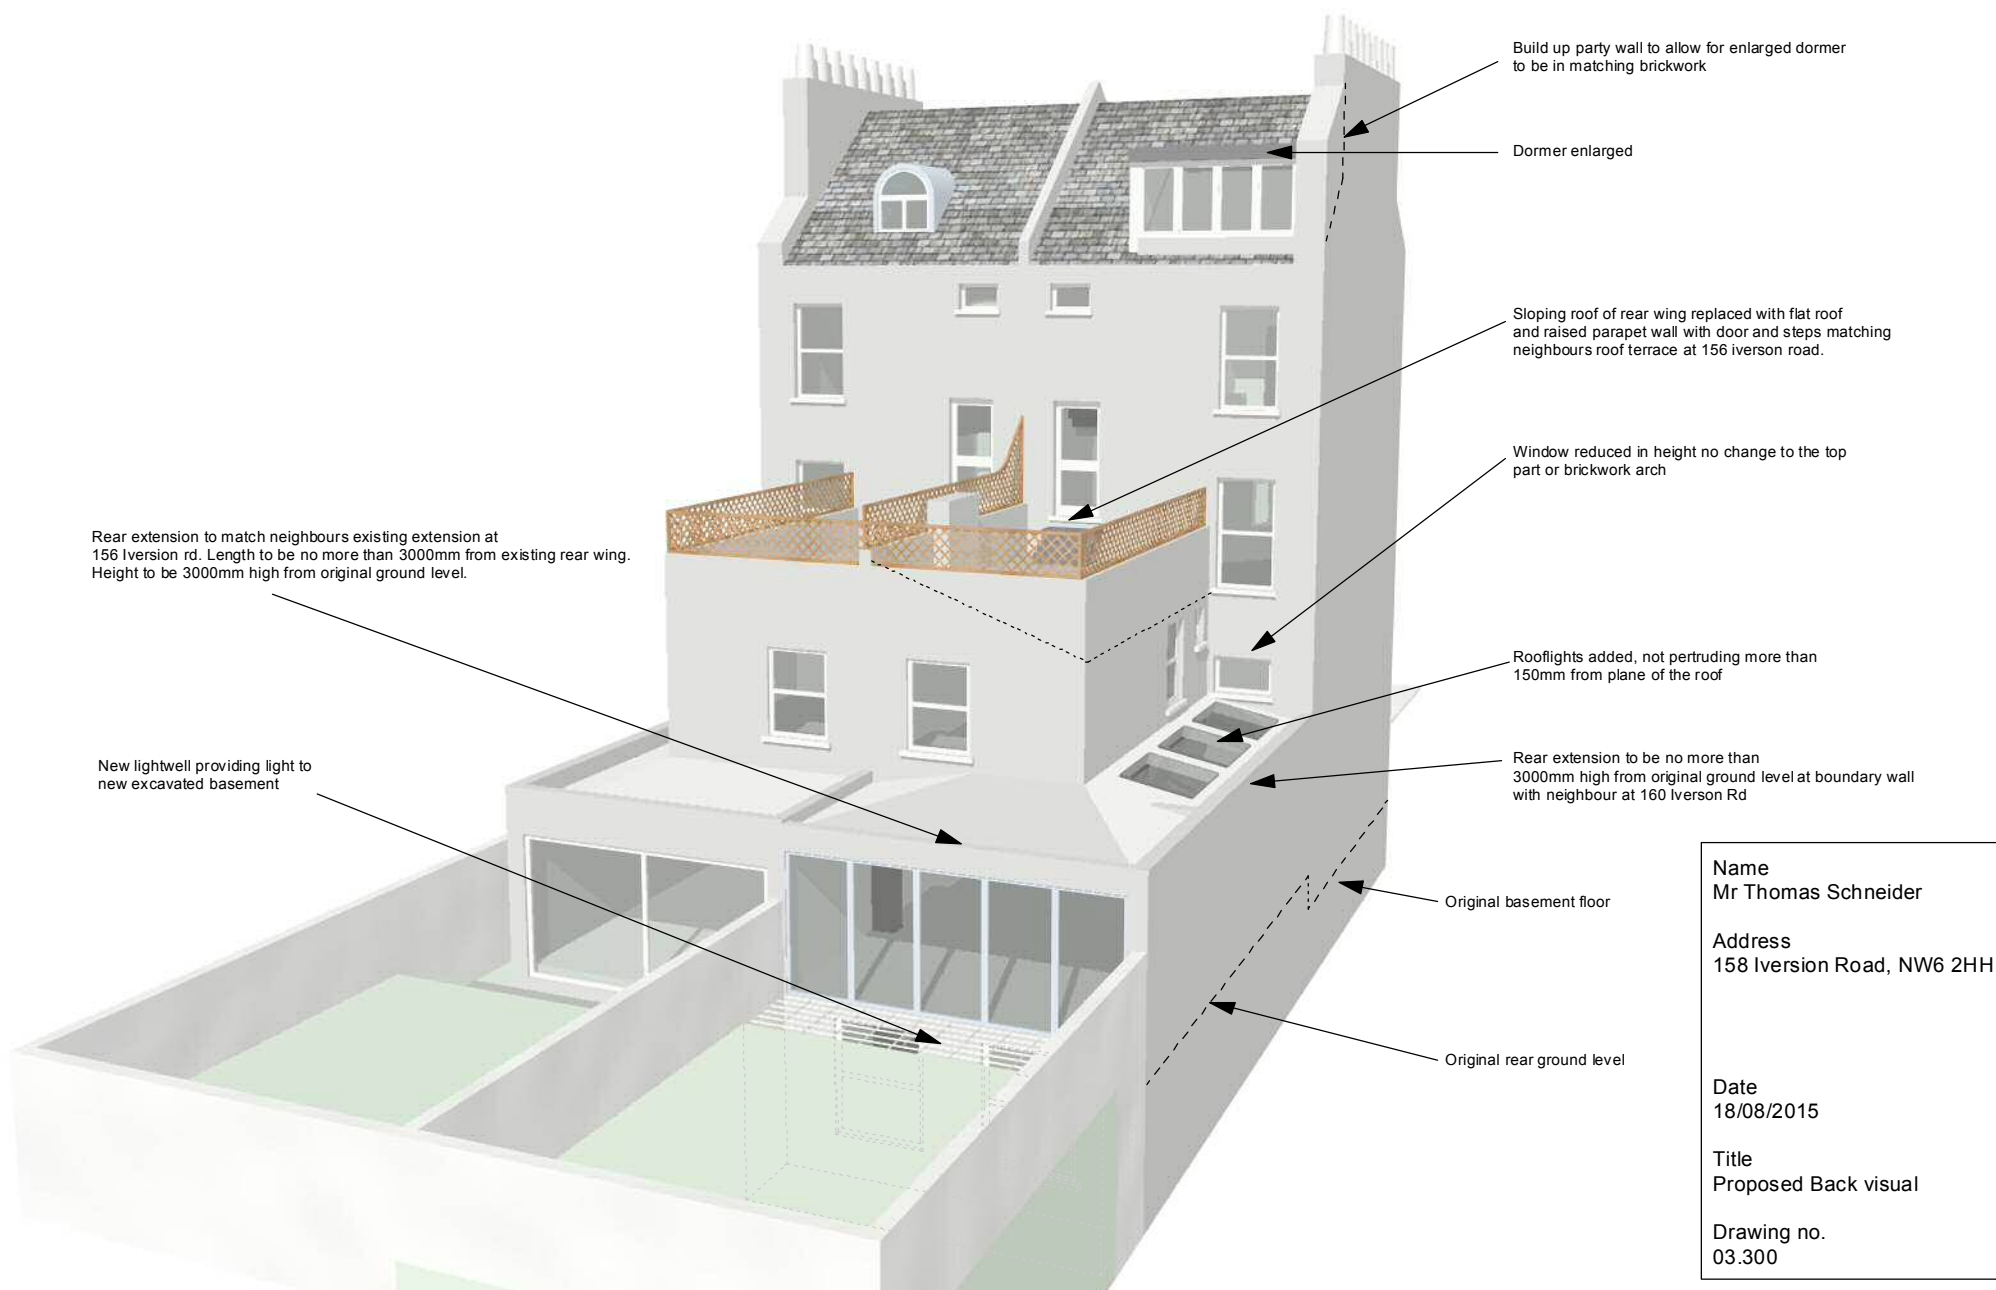 Build up party wall to allow for enlarged dormer
to be in matching brickwork
Dormer enlarged
Sloping roof of rear wing replaced with flat roof
and raised parapet wall with door and steps matching
neighbours roof terrace at 156 iverson road.
Window reduced in height no change to the top
part or brickwork arch
Rear extension to match neighbours existing extension at
156 Iversion rd. Length to be no more than 3000mm from existing rear wing.
Height to be 3000mm high from original ground level.
Rooflights added, not pertruding more than
150mm from plane of the roof
New lightwell providing light to
new excavated basement
Rear extension to be no more than
3000mm high from original ground level at boundary wall
with neighbour at 160 Iverson Rd
Original basement floor
Original rear ground level
Name
Mr Thomas Schneider
Address
158 Iversion Road, NW6 2HH
Date
18/08/2015
Title
Proposed Back visual
Drawing no.
03.300